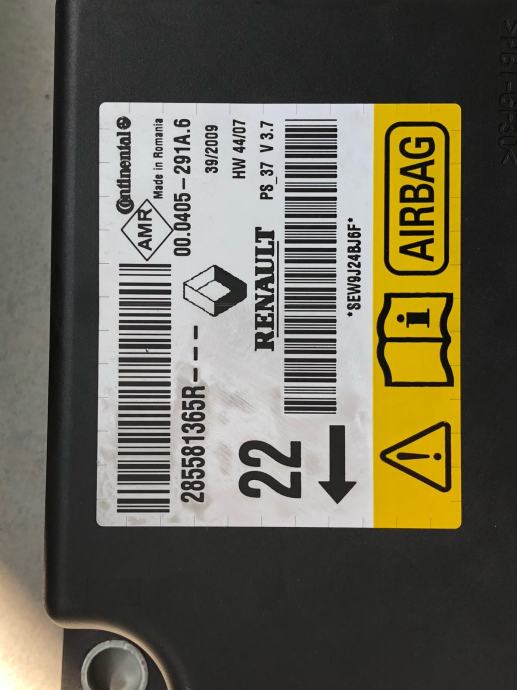 Continental
Made in Romania
AMR
00.0405-291A.6
39/2009
HW 44/07
PS_37 V 3.7
285581365R---
RENAULT
22
*SEW9J24BJ6F*
AIRBAG
i